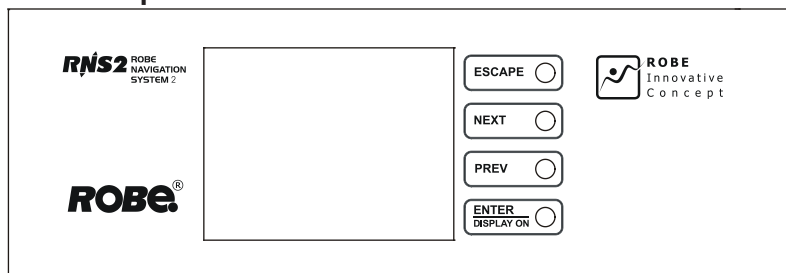 RNS2 ROBE
NAVIGATION
SYSTEM 2
ROBE®
ESCAPE
NEXT
PREV
ENTER
DISPLAY ON
ROBE
Innovative
Concept